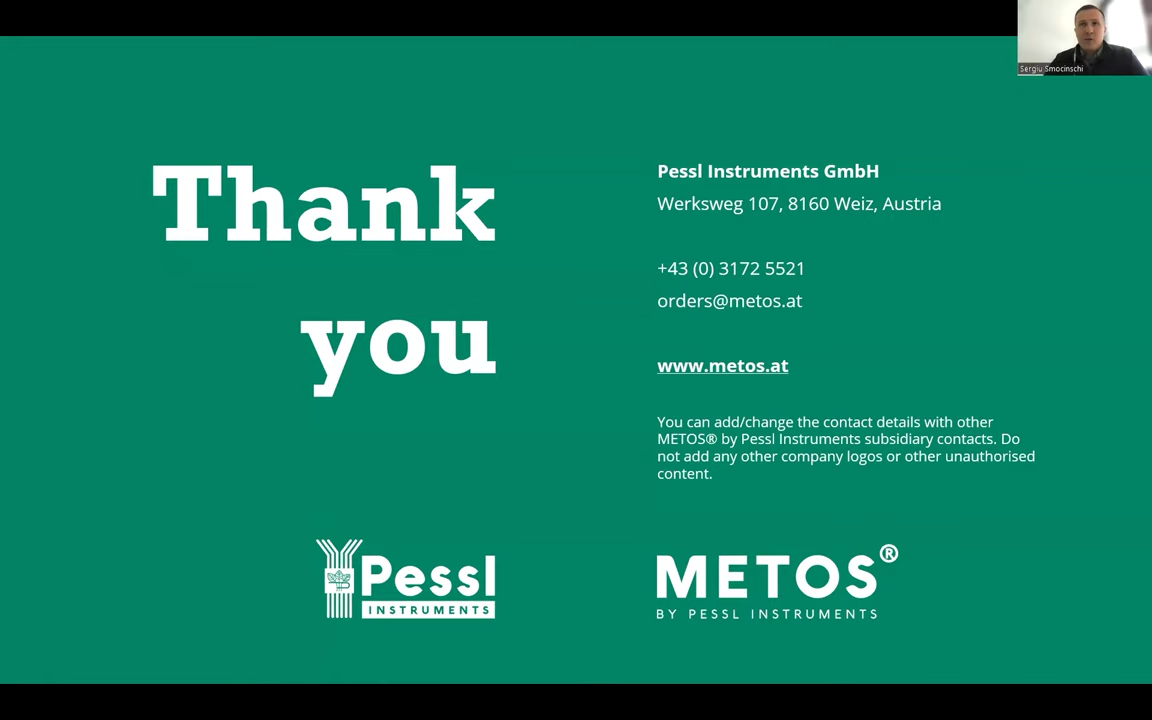 Sergiu Smocinschi
Thank
you
Pessl Instruments GmbH
Werksweg 107, 8160 Weiz, Austria
+43 (0) 3172 5521
orders@metos.at
www.metos.at
You can add/change the contact details with other
METOS® by Pessl Instruments subsidiary contacts. Do
not add any other company logos or other unauthorised
content.
Pessl
INSTRUMENTS
METOS®
BY PESSL INSTRUMENTS